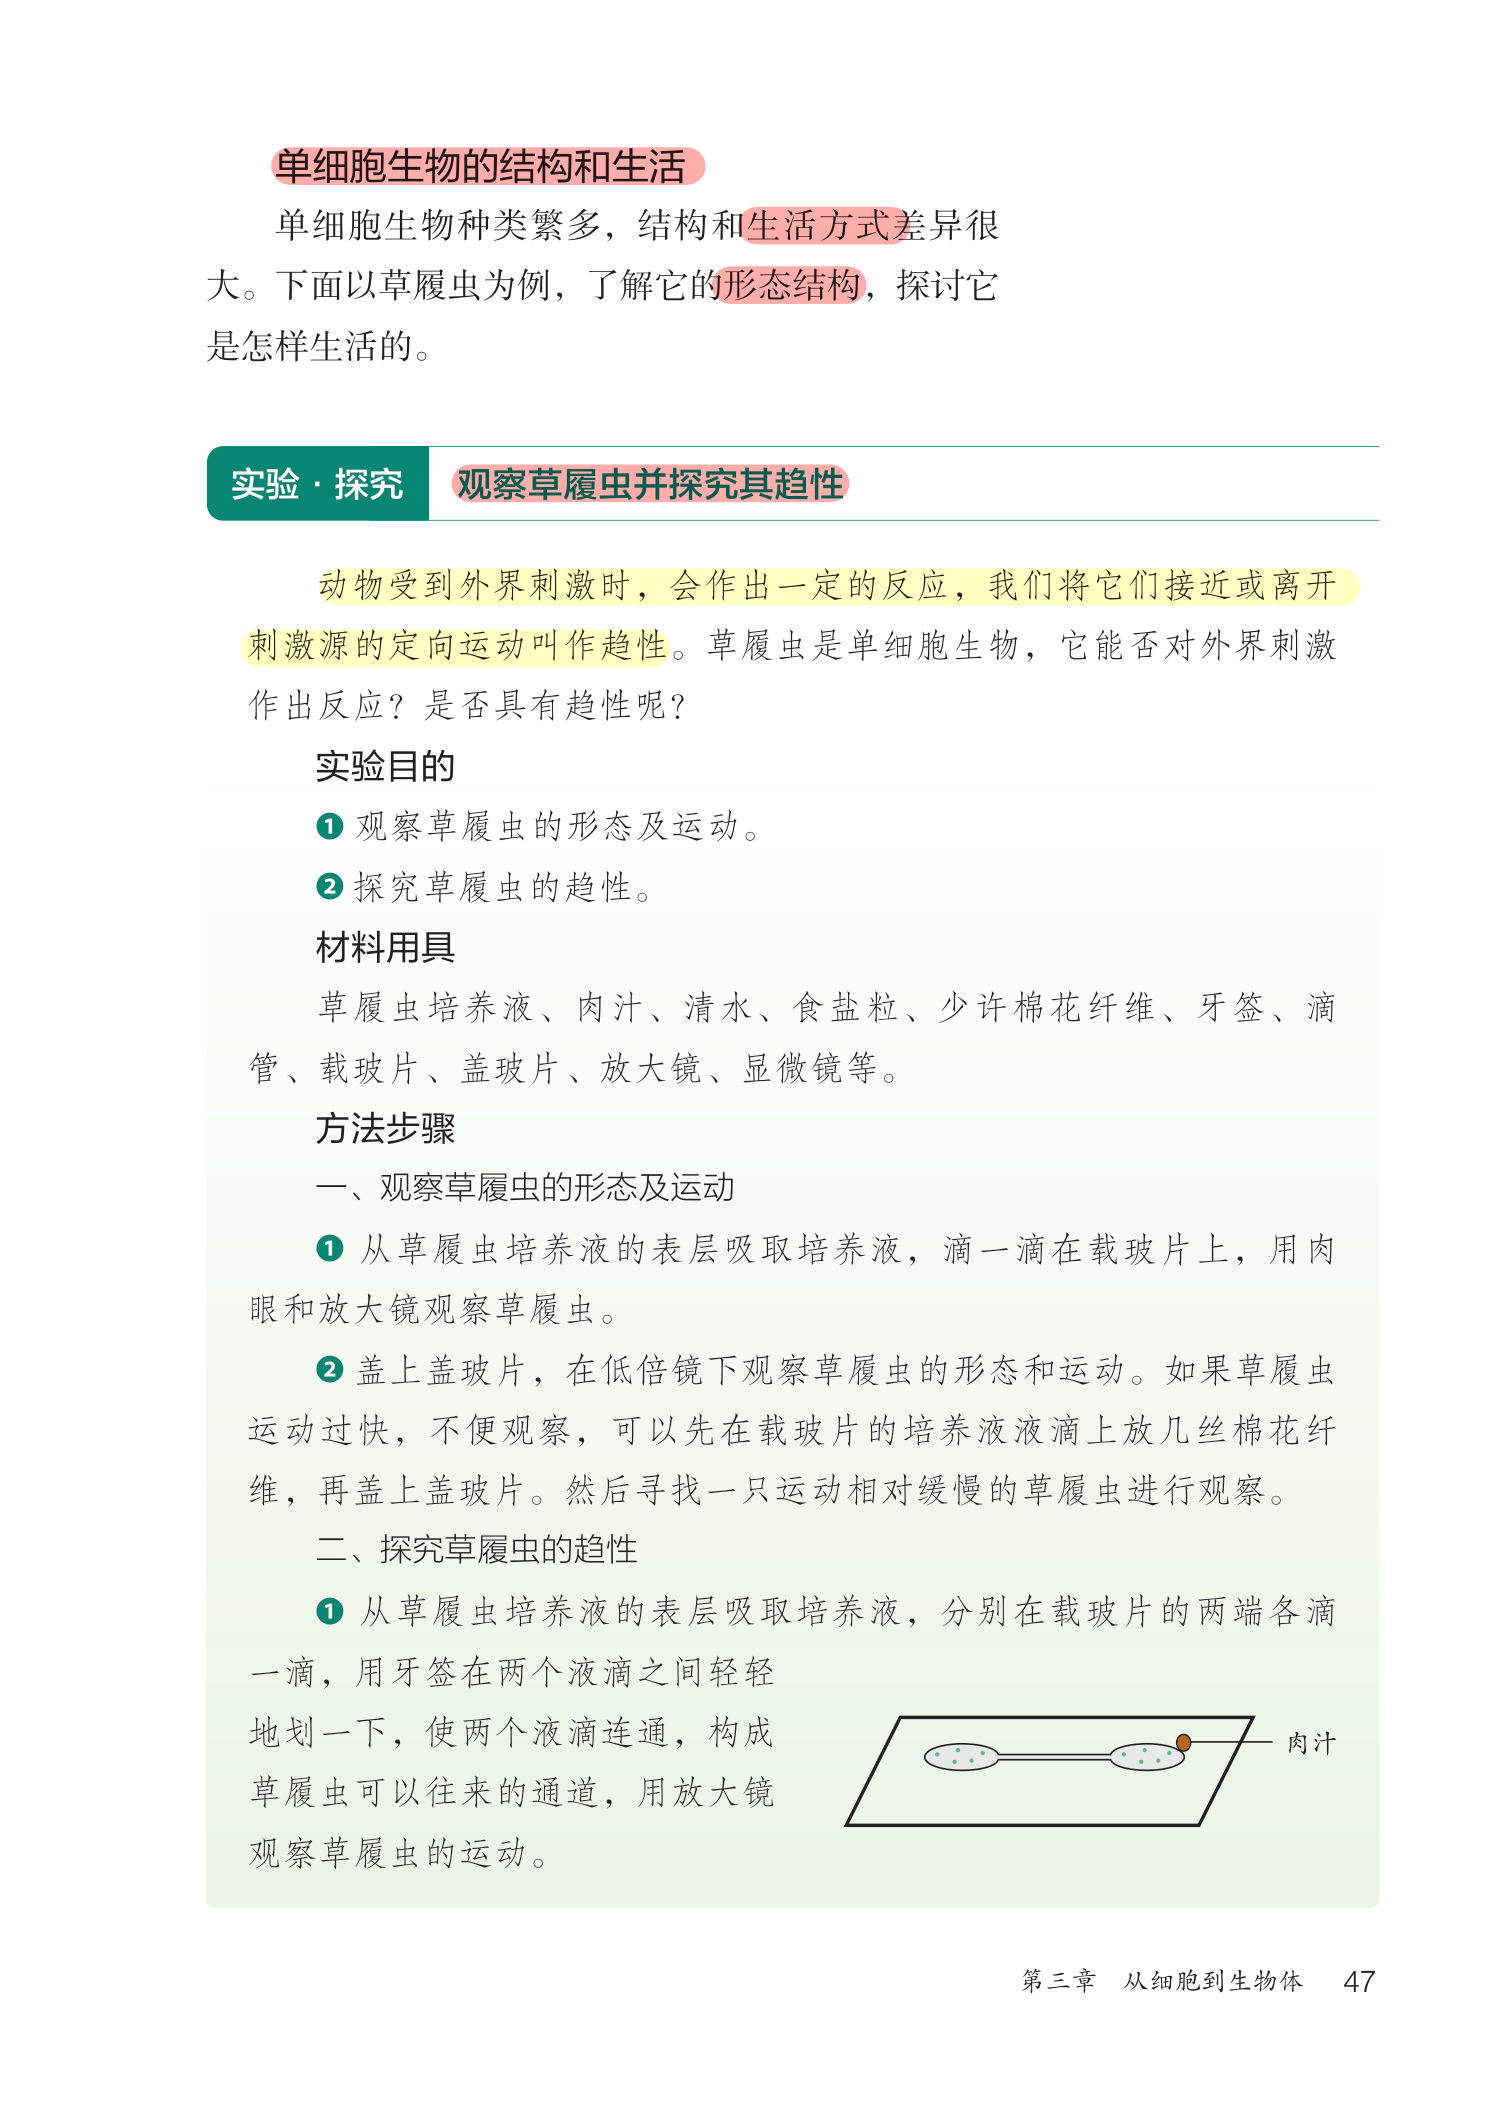 单细胞生物的结构和生活
单细胞生物种类繁多，结构和生活方式差异很
大。下面以草履虫为例，了解它的形态结构，探讨它
是怎样生活的。
实验·探究 观察草履虫并探究其趋性
动物受到外界刺激时，会作出一定的反应，我们将它们接近或离开
刺激源的定向运动叫作趋性。草履虫是单细胞生物，它能否对外界刺激
作出反应？是否具有趋性呢？
实验目的
❶ 观察草履虫的形态及运动。
❷ 探究草履虫的趋性。
材料用具
草履虫培养液、肉汁、清水、食盐粒、少许棉花纤维、牙签、滴
管、载玻片、盖玻片、放大镜、显微镜等。
方法步骤
一、观察草履虫的形态及运动
❶ 从草履虫培养液的表层吸取培养液，滴一滴在载玻片上，用肉
眼和放大镜观察草履虫。
❷ 盖上盖玻片，在低倍镜下观察草履虫的形态和运动。如果草履虫
运动过快，不便观察，可以先在载玻片的培养液液滴上放几丝棉花纤
维，再盖上盖玻片。然后寻找一只运动相对缓慢的草履虫进行观察。
二、探究草履虫的趋性
❶ 从草履虫培养液的表层吸取培养液，分别在载玻片的两端各滴
一滴，用牙签在两个液滴之间轻轻
地划一下，使两个液滴连通，构成
草履虫可以往来的通道，用放大镜
观察草履虫的运动。
肉汁
第三章 从细胞到生物体 47